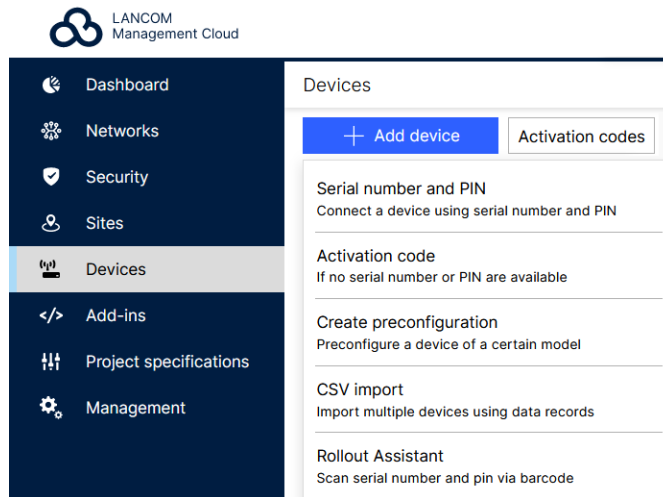 LANCOM
Management Cloud
Dashboard
Networks
Security
Sites
Devices
Add-ins
Project specifications
Management
Devices
Add device
Activation codes
Serial number and PIN
Connect a device using serial number and PIN
Activation code
If no serial number or PIN are available
Create preconfiguration
Preconfigure a device of a certain model
CSV import
Import multiple devices using data records
Rollout Assistant
Scan serial number and pin via barcode